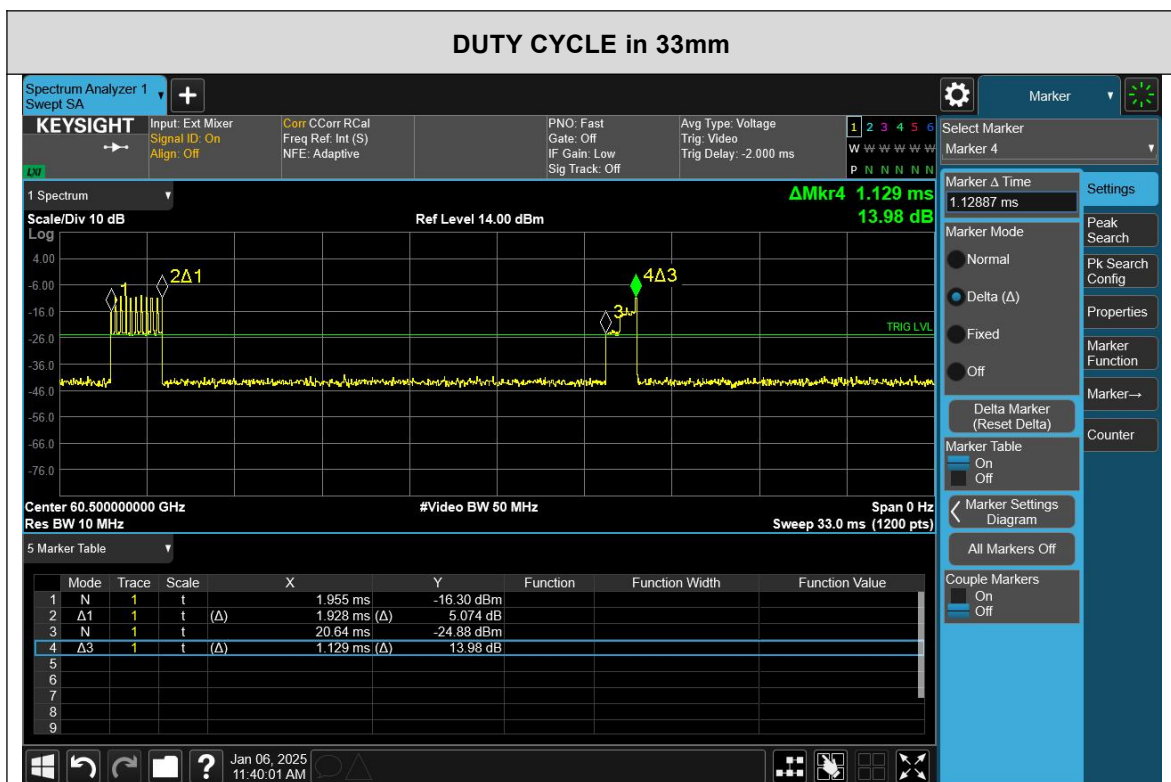 DUTY CYCLE in 33mm
Spectrum Analyzer 1
Swept SA
+
Marker
KEYSIGHT
LXI
Input: Ext Mixer
Signal ID: On
Align: Off
Corr CCorr RCal
Freq Ref: Int (S)
NFE: Adaptive
PNO: Fast
Gate: Off
IF Gain: Low
Sig Track: Off
Avg Type: Voltage
Trig: Video
Trig Delay: -2.000 ms
1 2 3 4 5 6
W W W W W W
P N N N N N
Select Marker
Marker 4
1 Spectrum
Scale/Div 10 dB
Log
Ref Level 14.00 dBm
ΔMkr4 1.129 ms
13.98 dB
4.00
-6.00
-16.0
-26.0
-36.0
-46.0
-56.0
-66.0
-76.0
1
2Δ1
3
4Δ3
TRIG LVL
Center 60.500000000 GHz
Res BW 10 MHz
#Video BW 50 MHz
Span 0 Hz
Sweep 33.0 ms (1200 pts)
Marker Δ Time
1.12887 ms
Marker Mode
Normal
Delta (Δ)
Fixed
Off
Delta Marker
(Reset Delta)
Marker Table
On
Off
Marker Settings
Diagram
All Markers Off
Couple Markers
On
Off
Settings
Peak
Search
Pk Search
Config
Properties
Marker
Function
Marker→
Counter
5 Marker Table
Mode Trace Scale X Y Function Function Width Function Value
1 N 1 t 1.955 ms -16.30 dBm
2 Δ1 1 t (Δ) 1.928 ms (Δ) 5.074 dB
3 N 1 t 20.64 ms -24.88 dBm
4 Δ3 1 t (Δ) 1.129 ms (Δ) 13.98 dB
5
6
7
8
9
?
Jan 06, 2025
11:40:01 AM